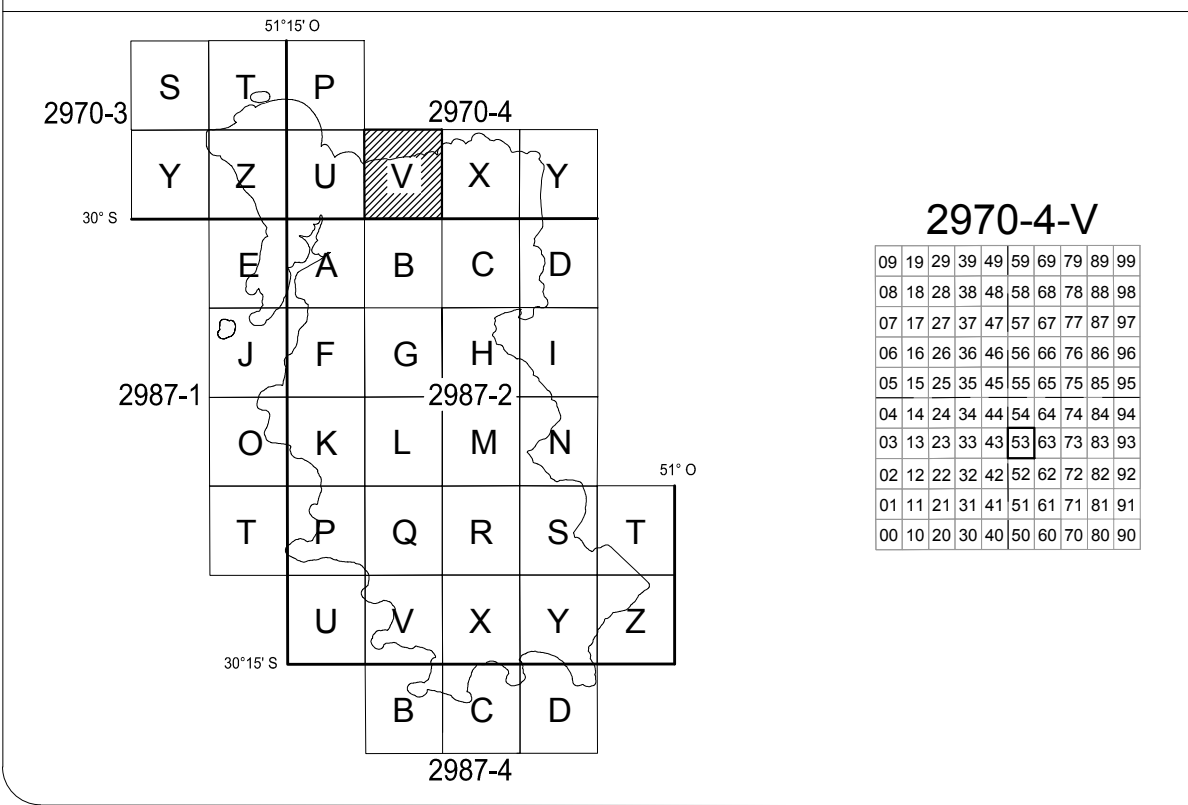 51°15' O
S T P
2970-3 2970-4
Y Z U V X Y
30° S
E A B C D
J F G H I
2987-1 2987-2
O K L M N
51° O
T P Q R S T
U V X Y Z
30°15' S
B C D
2987-4
2970-4-V
09 19 29 39 49 59 69 79 89 99
08 18 28 38 48 58 68 78 88 98
07 17 27 37 47 57 67 77 87 97
06 16 26 36 46 56 66 76 86 96
05 15 25 35 45 55 65 75 85 95
04 14 24 34 44 54 64 74 84 94
03 13 23 33 43 53 63 73 83 93
02 12 22 32 42 52 62 72 82 92
01 11 21 31 41 51 61 71 81 91
00 10 20 30 40 50 60 70 80 90